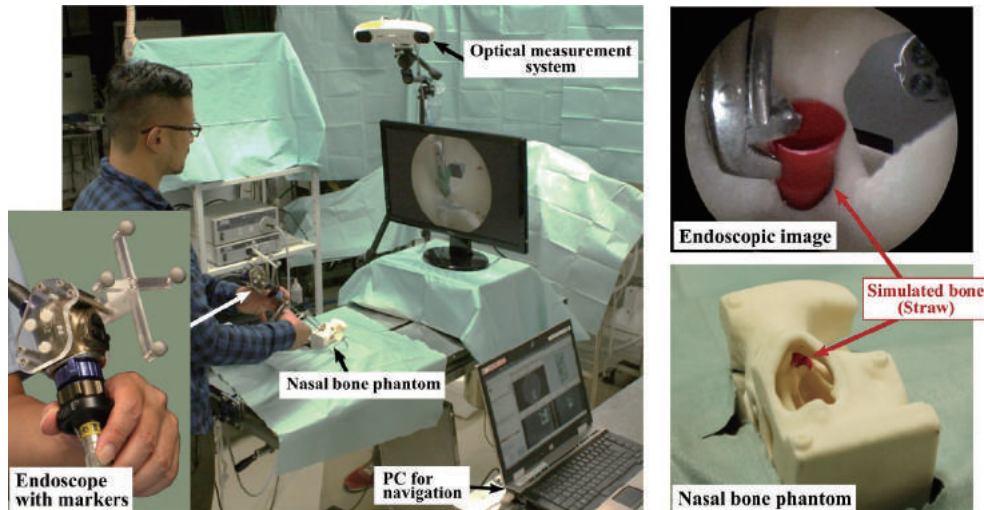 Optical measurement
system
Nasal bone phantom
Endoscope
with markers
PC for
navigation
Endoscopic image
Simulated bone
(Straw)
Nasal bone phantom